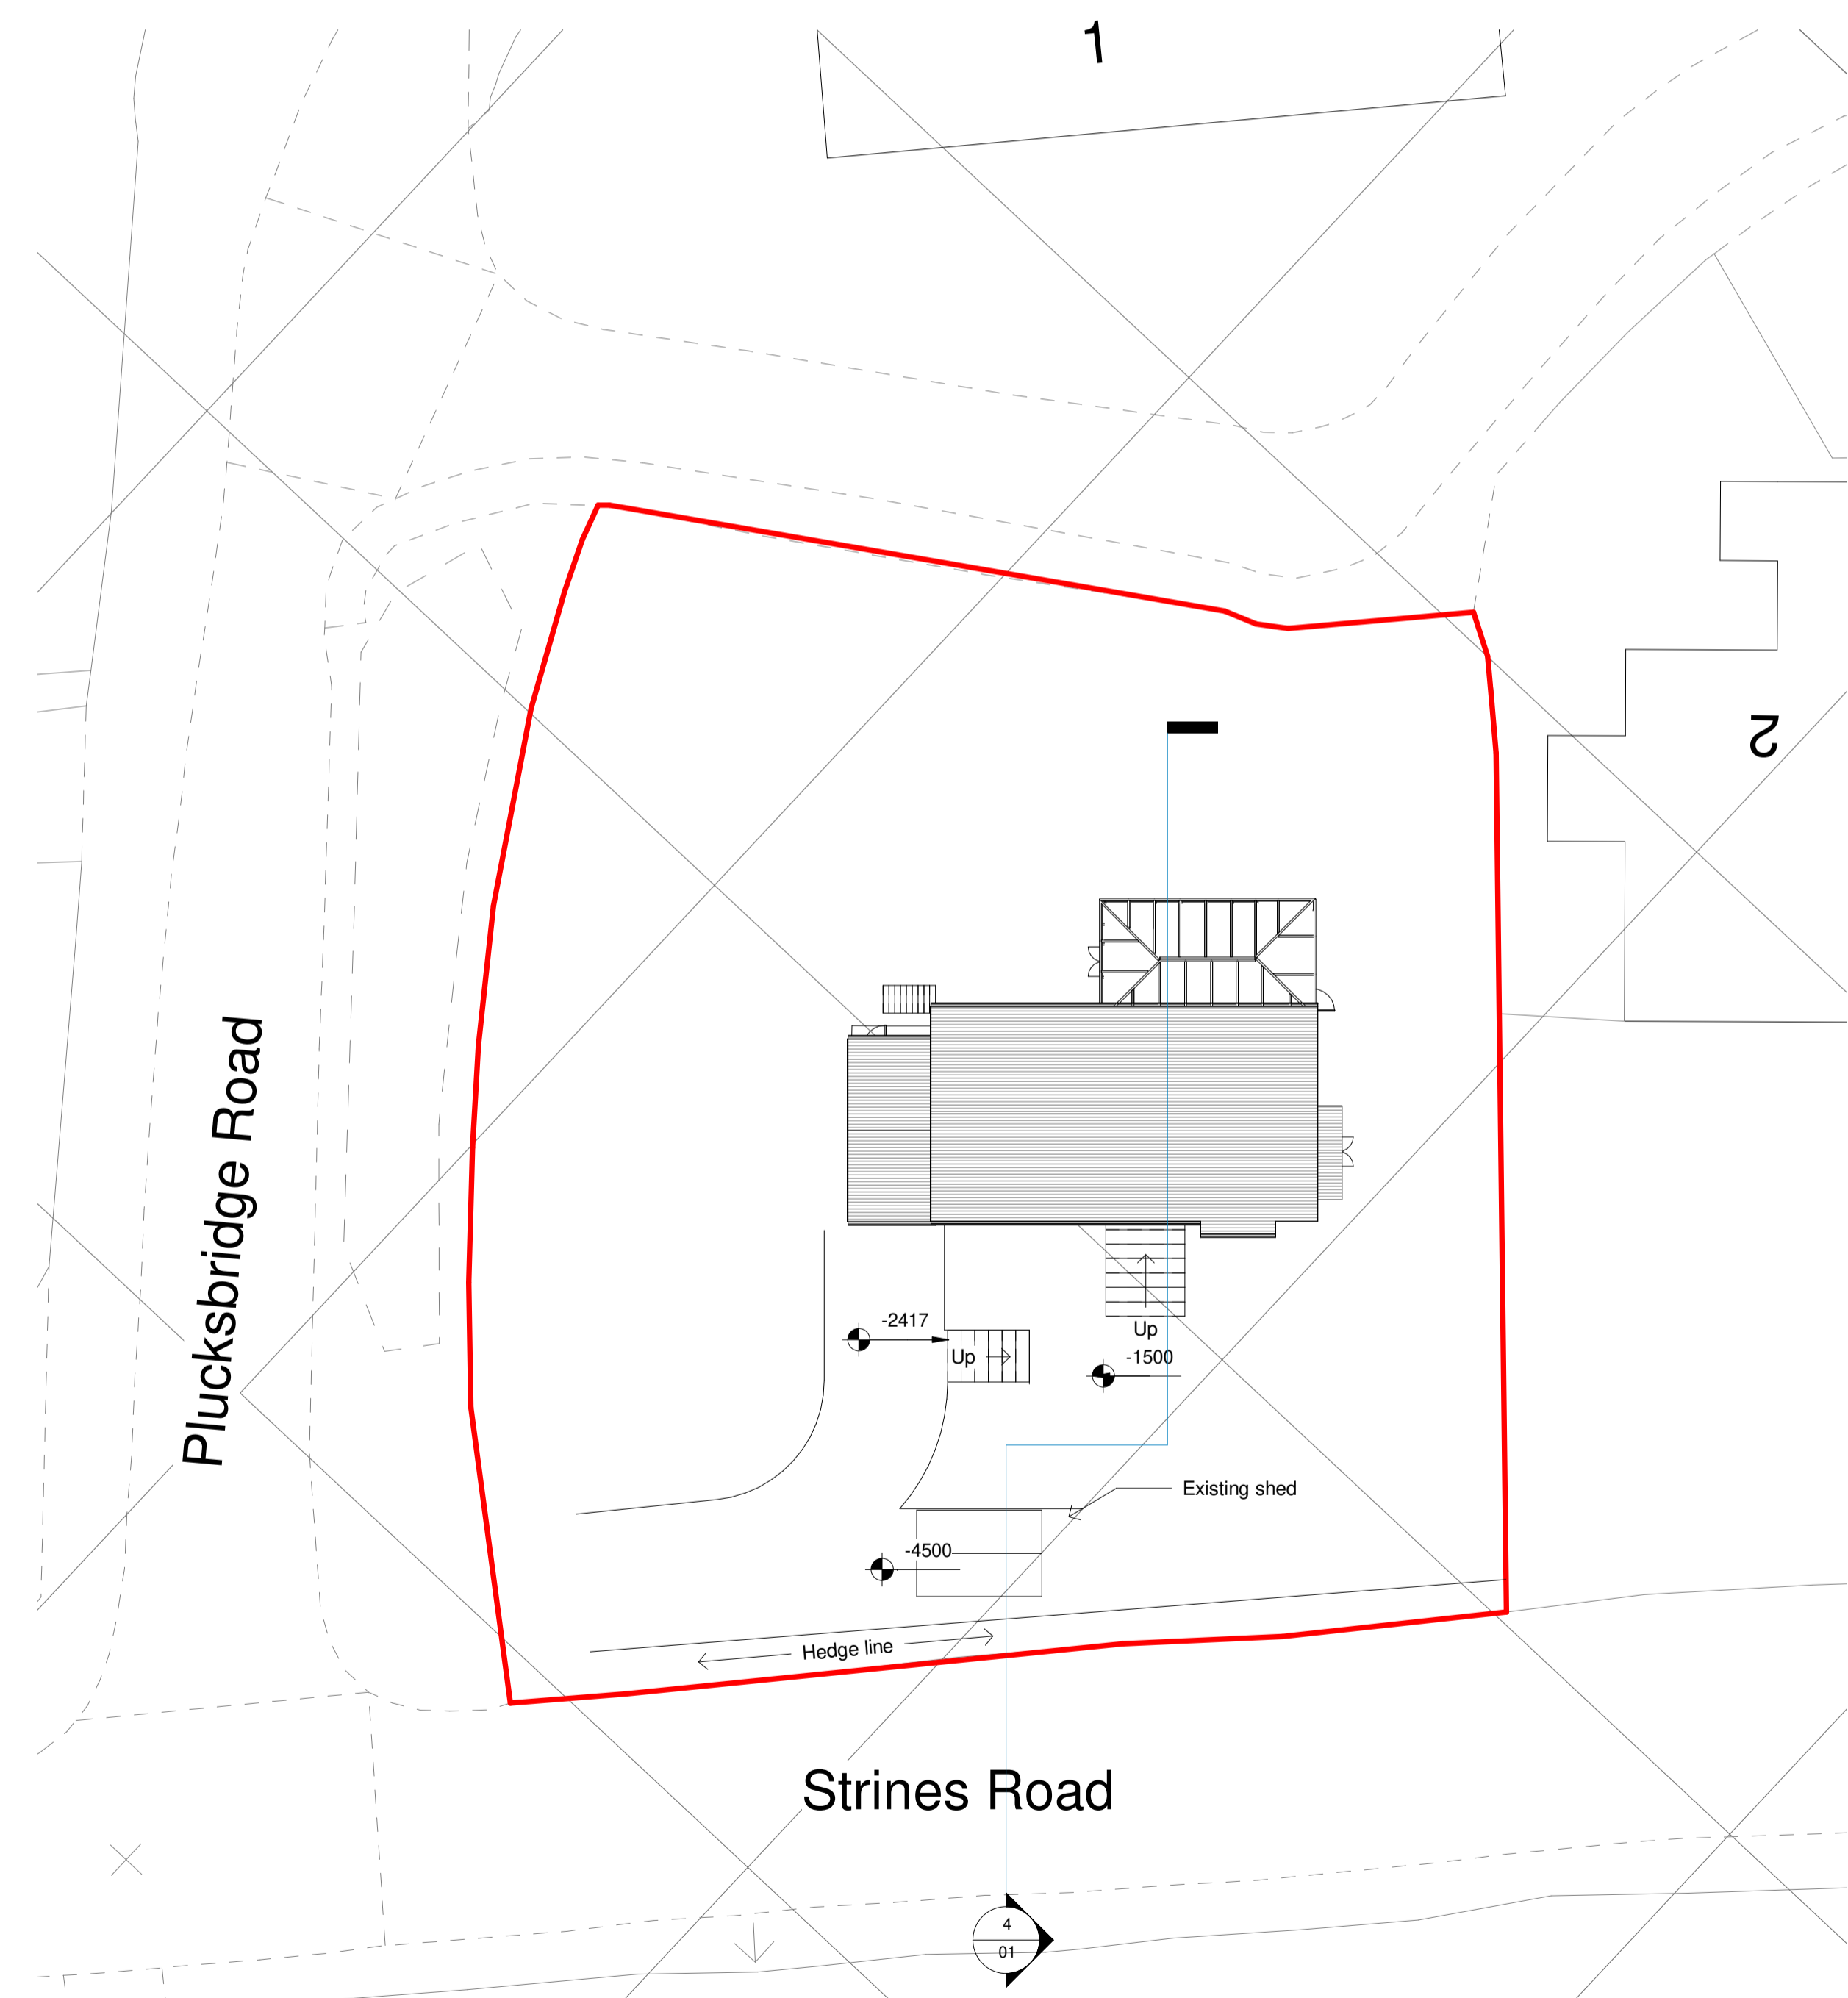 1
2
Plucksbridge Road
-2417
Up
Up
-1500
Existing shed
-4500
Hedge line
Strines Road
4
01